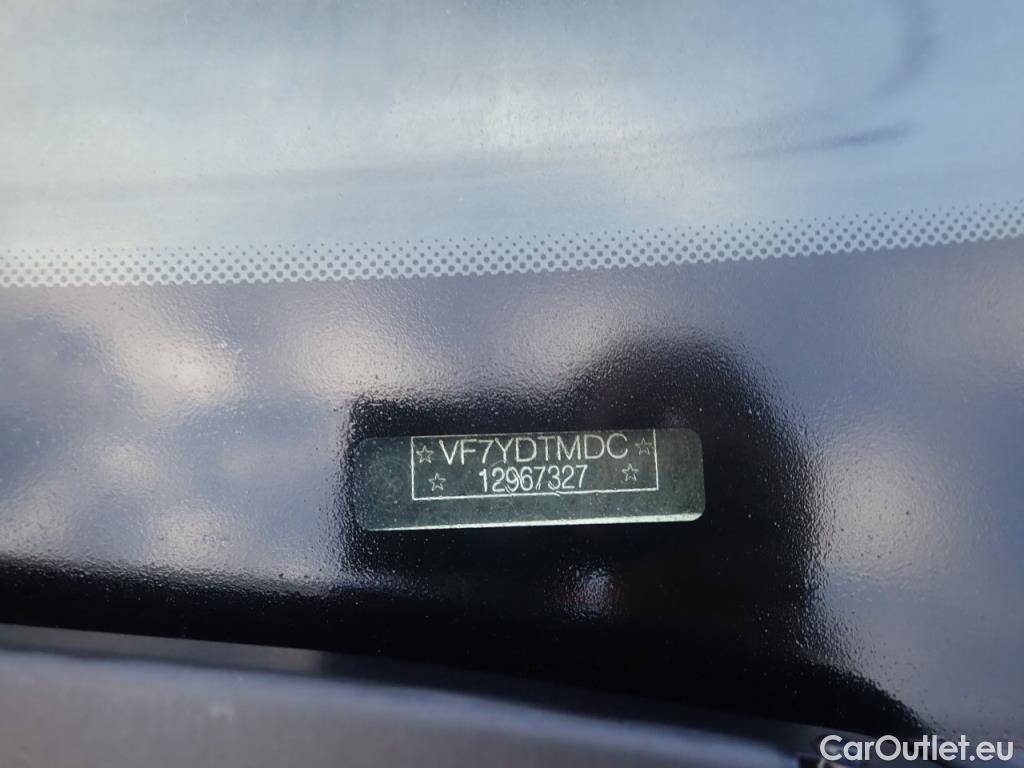 ☆ VF7YDTMDC ☆
☆ 12967327 ☆
CarOutlet.eu